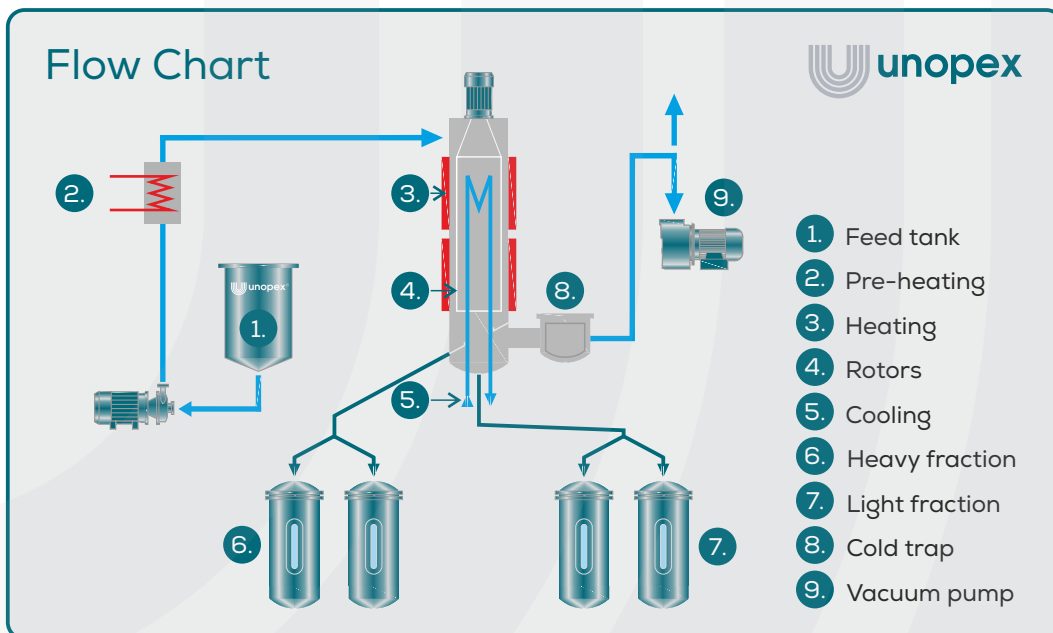 Flow Chart
unopex
2.
3.
9.
1. Feed tank
2. Pre-heating
3. Heating
4. Rotors
5. Cooling
6. Heavy fraction
7. Light fraction
8. Cold trap
9. Vacuum pump
unopex
1.
4.
8.
5.
6.
7.